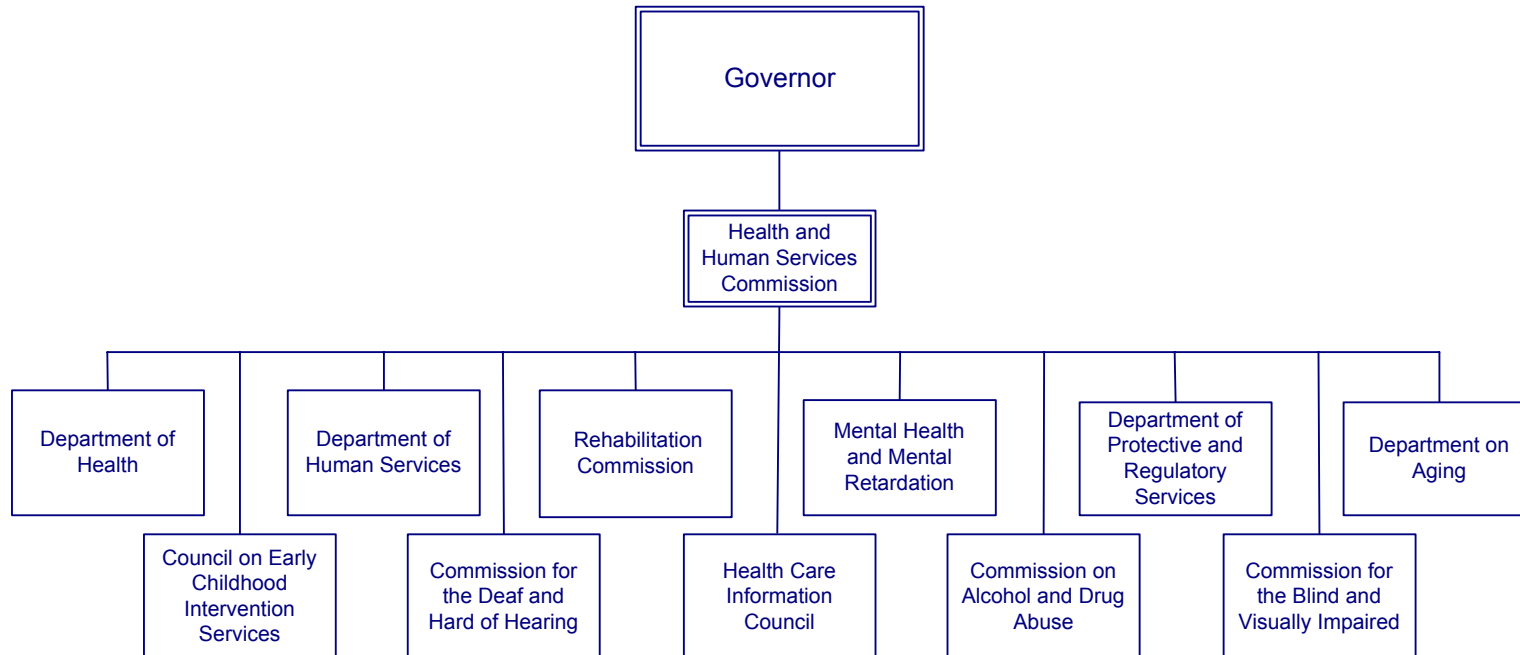 Governor
Health and
Human Services
Commission
Department of
Health
Department of
Human Services
Rehabilitation
Commission
Mental Health
and Mental
Retardation
Department of
Protective and
Regulatory
Services
Department on
Aging
Council on Early
Childhood
Intervention
Services
Commission for
the Deaf and
Hard of Hearing
Health Care
Information
Council
Commission on
Alcohol and Drug
Abuse
Commission for
the Blind and
Visually Impaired